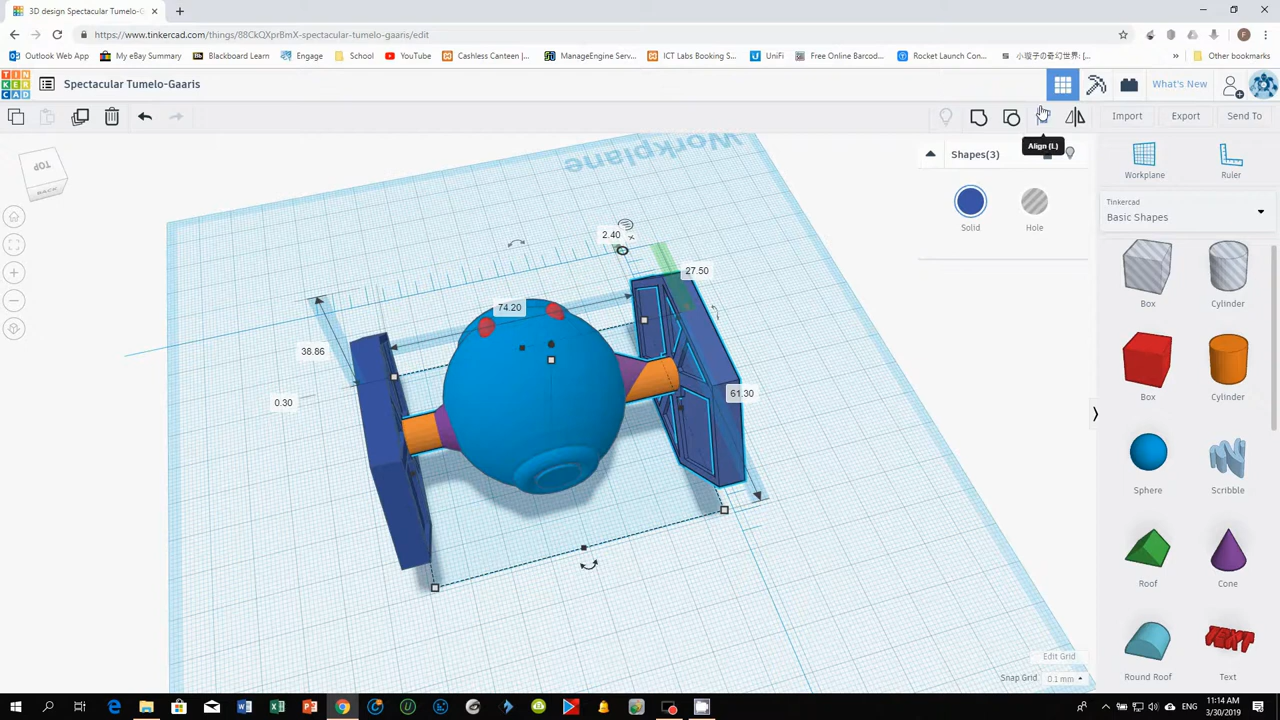 3D design Spectacular Tumelo-Ga
https://www.tinkercad.com/things/88CkQXprBmX-spectacular-tumelo-gaaris/edit
Outlook Web App
My eBay Summary
Blackboard Learn
Engage
School
YouTube
Cashless Canteen |...
ManageEngine Servic...
ICT Labs Booking Da...
UniFi
Free Online Barcod...
Rocket Launch Con...
Other bookmarks
TIN
KER
CAD
Spectacular Tumelo-Gaaris
What's New
Import
Export
Send To
Shapes(3)
Align (L)
Solid
Hole
Workplane
Ruler
Tinkercad
Basic Shapes
Box
Cylinder
Box
Cylinder
Sphere
Scribble
Roof
Cone
Round Roof
TEXT
Text
TOP
BACK
Workplane
2.40
27.50
74.20
38.86
0.30
61.30
Edit Grid
Snap Grid
0.1 mm
ENG
11:14 AM
3/30/2019